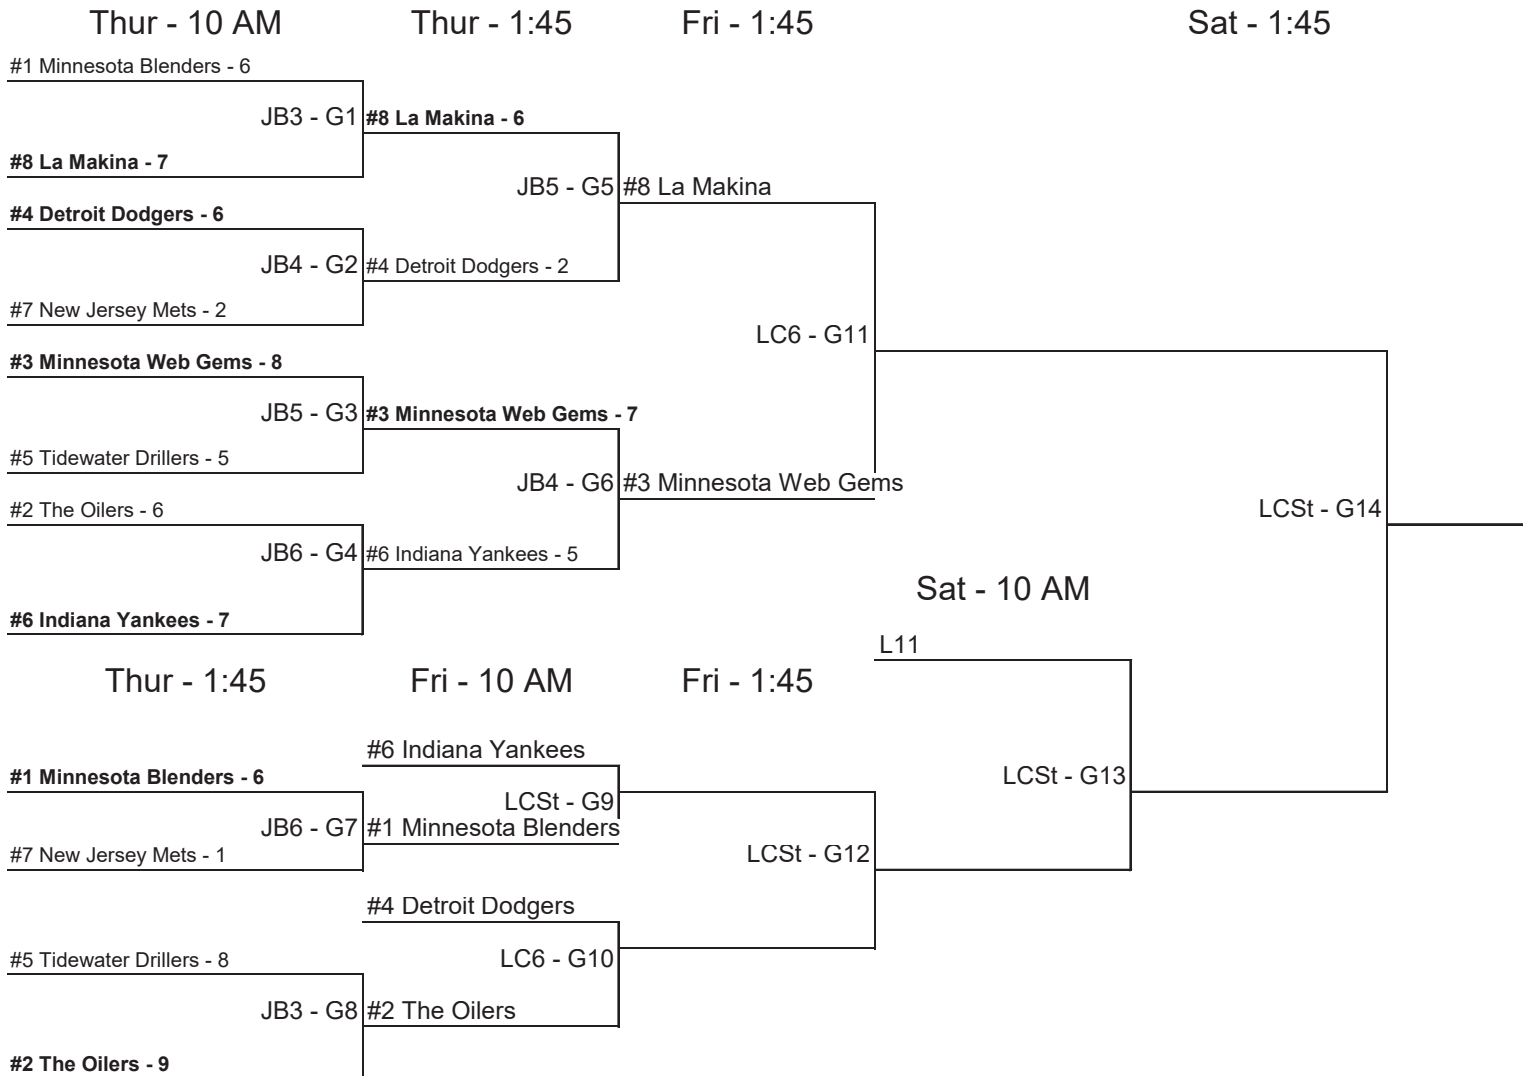 Thur - 10 AM
Thur - 1:45
Fri - 1:45
Sat - 1:45
#1 Minnesota Blenders - 6
JB3 - G1
#8 La Makina - 6
#8 La Makina - 7
JB5 - G5
#8 La Makina
#4 Detroit Dodgers - 6
JB4 - G2
#4 Detroit Dodgers - 2
#7 New Jersey Mets - 2
LC6 - G11
#3 Minnesota Web Gems - 8
JB5 - G3
#3 Minnesota Web Gems - 7
#5 Tidewater Drillers - 5
JB4 - G6
#3 Minnesota Web Gems
#2 The Oilers - 6
LCSt - G14
JB6 - G4
#6 Indiana Yankees - 5
Sat - 10 AM
#6 Indiana Yankees - 7
L11
Thur - 1:45
Fri - 10 AM
Fri - 1:45
#6 Indiana Yankees
#1 Minnesota Blenders - 6
LCSt - G13
LCSt - G9
JB6 - G7
#1 Minnesota Blenders
#7 New Jersey Mets - 1
LCSt - G12
#4 Detroit Dodgers
#5 Tidewater Drillers - 8
LC6 - G10
JB3 - G8
#2 The Oilers
#2 The Oilers - 9